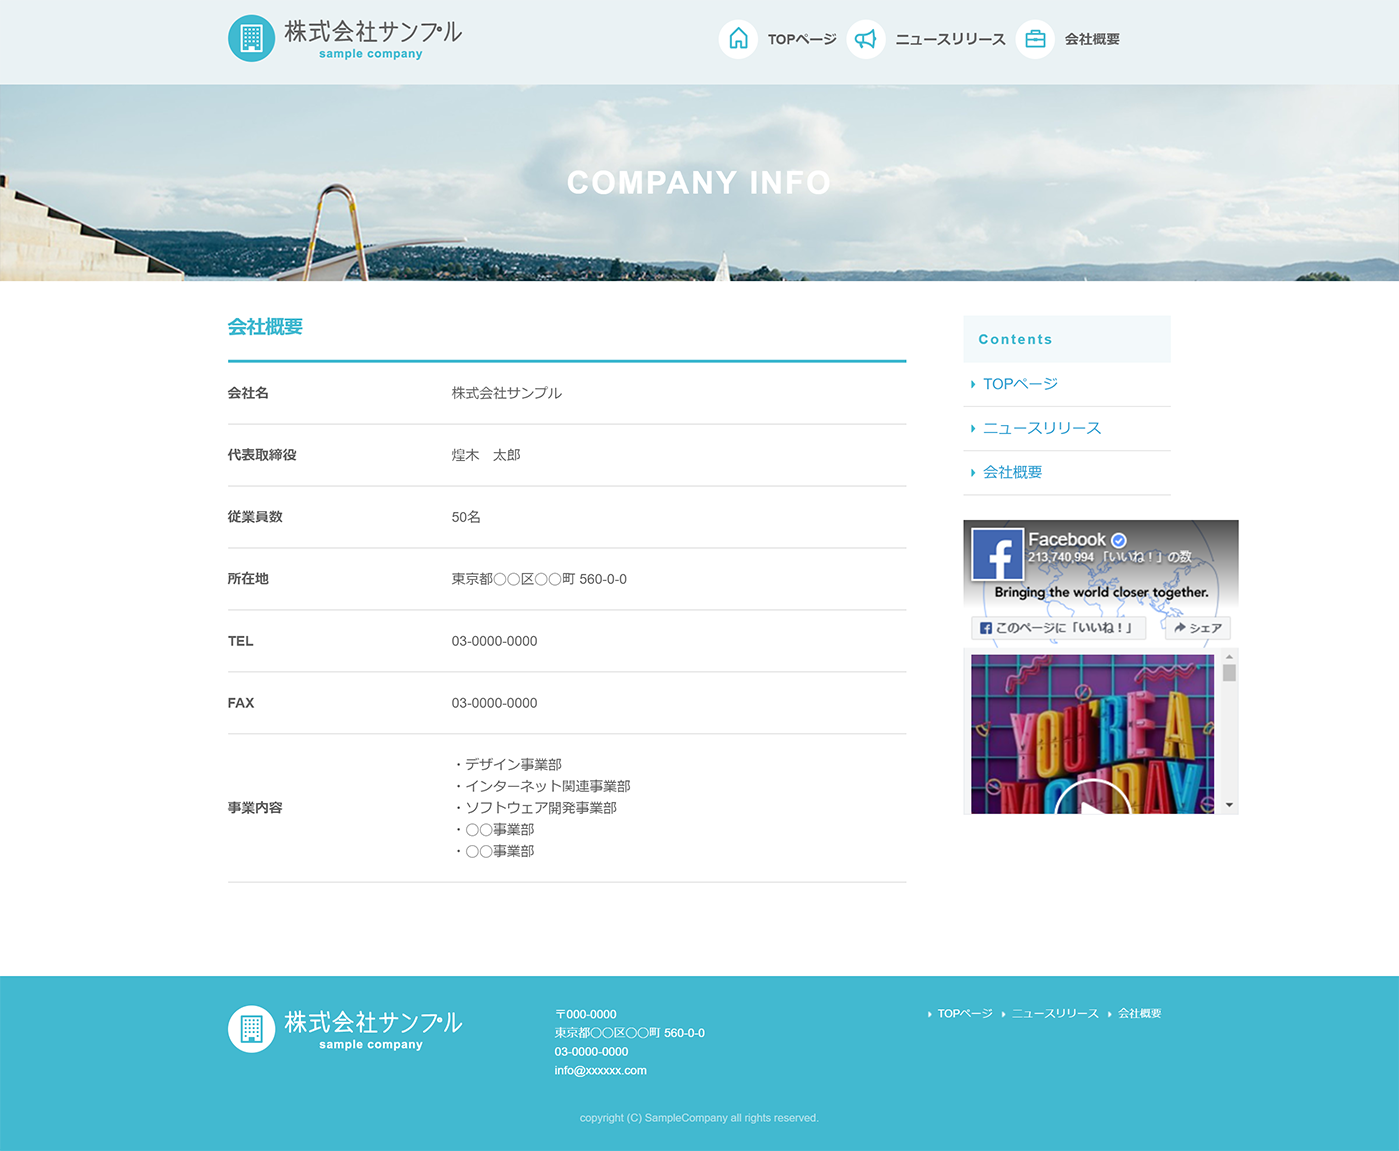 株式会社サンプル
sample company
TOPページ
ニュースリリース
会社概要
COMPANY INFO
会社概要
会社名 株式会社サンプル
代表取締役 煌木　太郎
従業員数 50名
所在地 東京都〇〇区〇〇町 560-0-0
TEL 03-0000-0000
FAX 03-0000-0000
事業内容
・デザイン事業部
・インターネット関連事業部
・ソフトウェア開発事業部
・〇〇事業部
・〇〇事業部
Contents
TOPページ
ニュースリリース
会社概要
Facebook
213,740,994 「いいね！」の数
Bringing the world closer together.
このページに「いいね！」
シェア
YOU'RE A
MONDAY
株式会社サンプル
sample company
〒000-0000
東京都〇〇区〇〇町 560-0-0
03-0000-0000
info@xxxxxx.com
TOPページ
ニュースリリース
会社概要
copyright (C) SampleCompany all rights reserved.